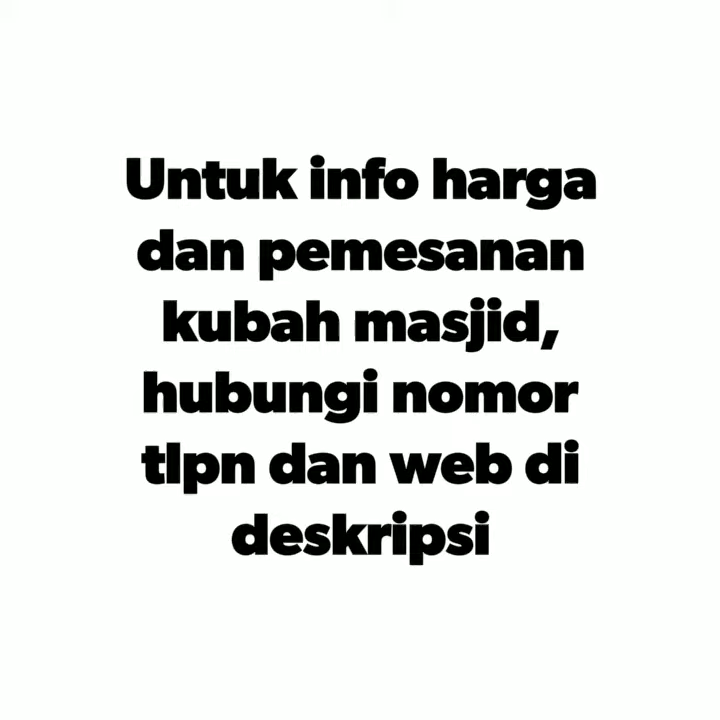 Untuk info harga
dan pemesanan
kubah masjid,
hubungi nomor
tlpn dan web di
deskripsi